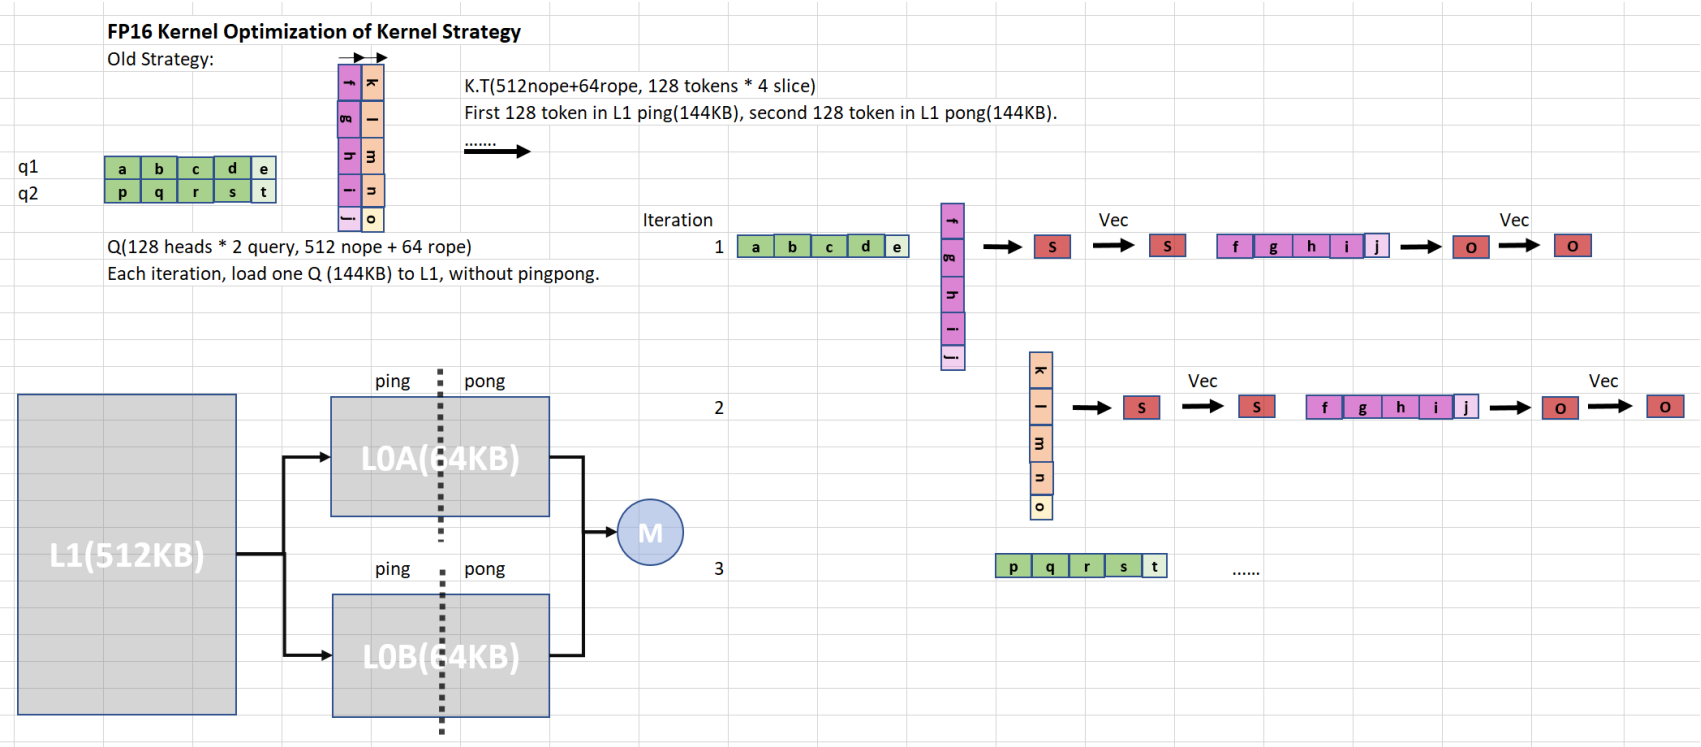 FP16 Kernel Optimization of Kernel Strategy
Old Strategy:
f k
g l
h m
i n
j o
K.T(512nope+64rope, 128 tokens * 4 slice)
First 128 token in L1 ping(144KB), second 128 token in L1 pong(144KB).
.......
q1 a b c d e
q2 p q r s t
Q(128 heads * 2 query, 512 nope + 64 rope)
Each iteration, load one Q (144KB) to L1, without pingpong.
Iteration
Vec Vec
1 a b c d e f g h i j S S f g h i j O O
ping pong
L1(512KB)
L0A(64KB)
M
ping pong
L0B(64KB)
Vec Vec
2 k l m n o S S f g h i j O O
3 p q r s t ......